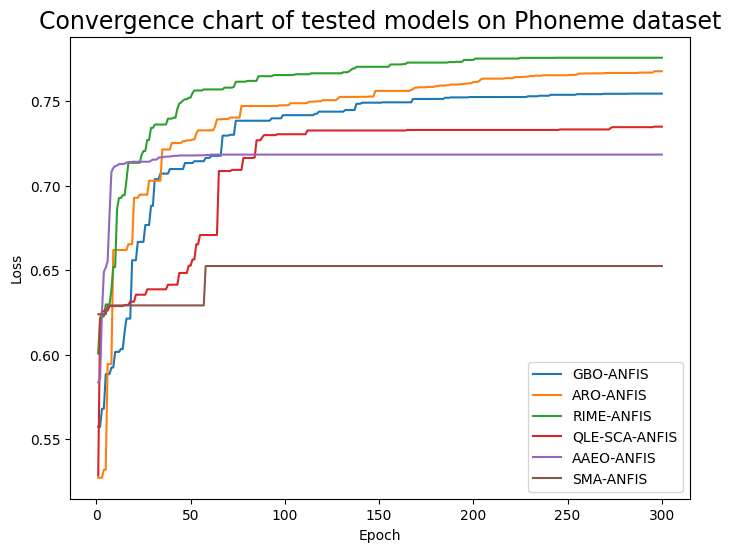 Convergence chart of tested models on Phoneme dataset
Loss
0.75
0.70
0.65
0.60
0.55
GBO-ANFIS
ARO-ANFIS
RIME-ANFIS
QLE-SCA-ANFIS
AAEO-ANFIS
SMA-ANFIS
0 50 100 150 200 250 300
Epoch